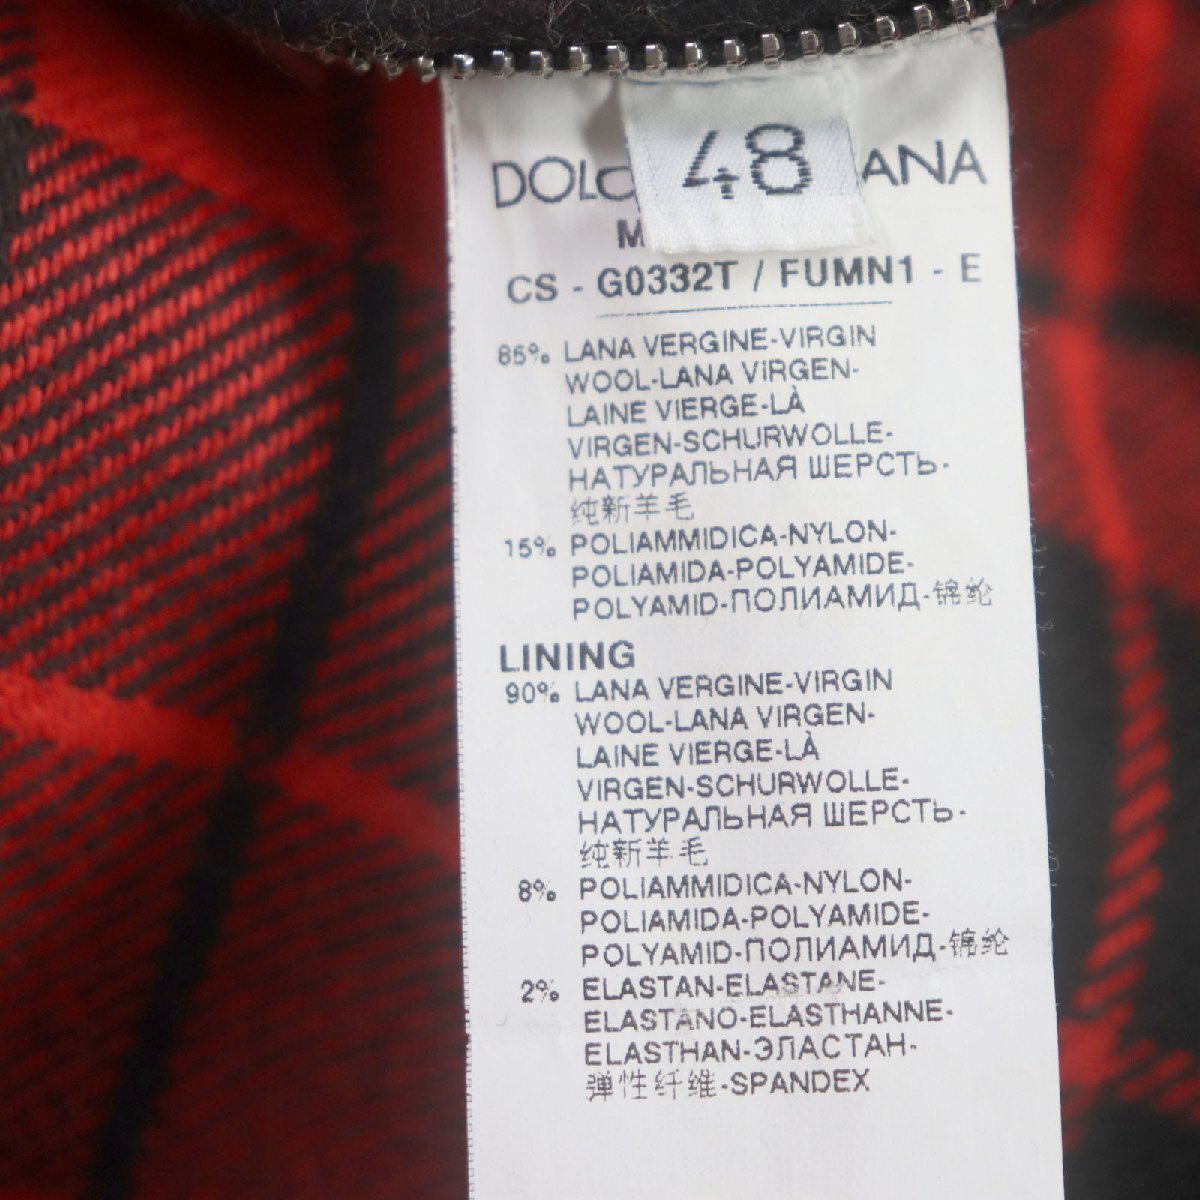 48
CS - G0332T / FUMN1 - E
85% LANA VERGINE-VIRGIN
WOOL-LANA VIRGEN-
LAINE VIERGE-LÀ
VIRGEN-SCHURWOLLE-
НАТУРАЛЬНАЯ ШЕРСТЬ-
纯新羊毛
15% POLIAMMIDICA-NYLON-
POLIAMIDA-POLYAMIDE-
POLYAMID-ПОЛИАМИД-锦纶
LINING
90% LANA VERGINE-VIRGIN
WOOL-LANA VIRGEN-
LAINE VIERGE-LÀ
VIRGEN-SCHURWOLLE-
НАТУРАЛЬНАЯ ШЕРСТЬ-
纯新羊毛
8% POLIAMMIDICA-NYLON-
POLIAMIDA-POLYAMIDE-
POLYAMID-ПОЛИАМИД-锦纶
2% ELASTAN-ELASTANE-
ELASTANO-ELASTHANNE-
ELASTHAN-ЭЛАСТАН-
弹性纤维-SPANDEX